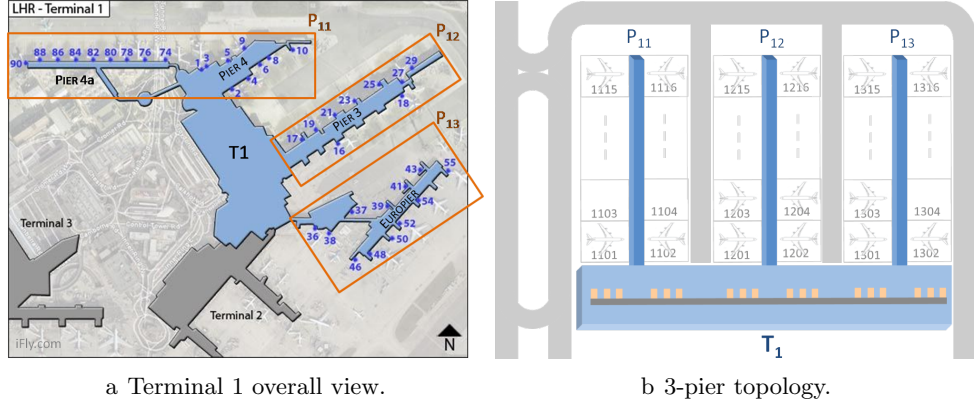 LHR - Terminal 1
P11
88 86 84 82 80 78 76 74
9
10
90
PIER 4a
1 3 5
PIER 4
8
6
4
2
P12
29
27
25
23
21
19
17
PIER 3
18
16
P13
T1
43
55
41
54
39
EUROPIER
37
52
36
38
50
48
46
Terminal 3
Terminal 2
iFly.com
N
a Terminal 1 overall view.
P11 P12 P13
1115 1116 1215 1216 1315 1316
1103 1104 1203 1204 1303 1304
1101 1102 1201 1202 1301 1302
T1
b 3-pier topology.